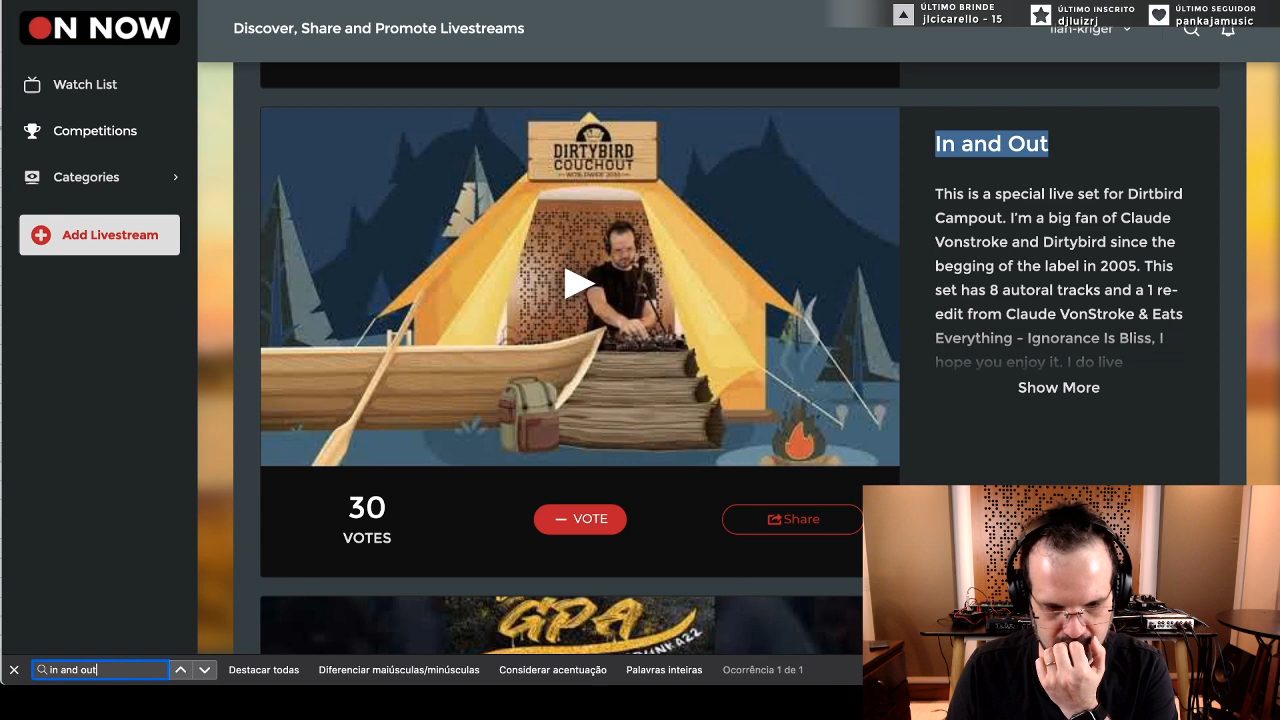 ON NOW
Discover, Share and Promote Livestreams
ÚLTIMO BRINDE
jlcicarello - 15
ÚLTIMO INSCRITO
djluizrj
ÚLTIMO SEGUIDOR
pankajamusic
ilan-kriger
Watch List
Competitions
Categories
Add Livestream
DIRTYBIRD
COUCHOUT
In and Out
This is a special live set for Dirtbird
Campout. I'm a big fan of Claude
Vonstroke and Dirtybird since the
begging of the label in 2005. This
set has 8 autoral tracks and a 1 re-
edit from Claude VonStroke & Eats
Everything - Ignorance Is Bliss, I
hope you enjoy it. I do live
Show More
30
VOTES
VOTE
Share
GPA
in and out
Destacar todas
Diferenciar maiúsculas/minúsculas
Considerar acentuação
Palavras inteiras
Ocorrência 1 de 1